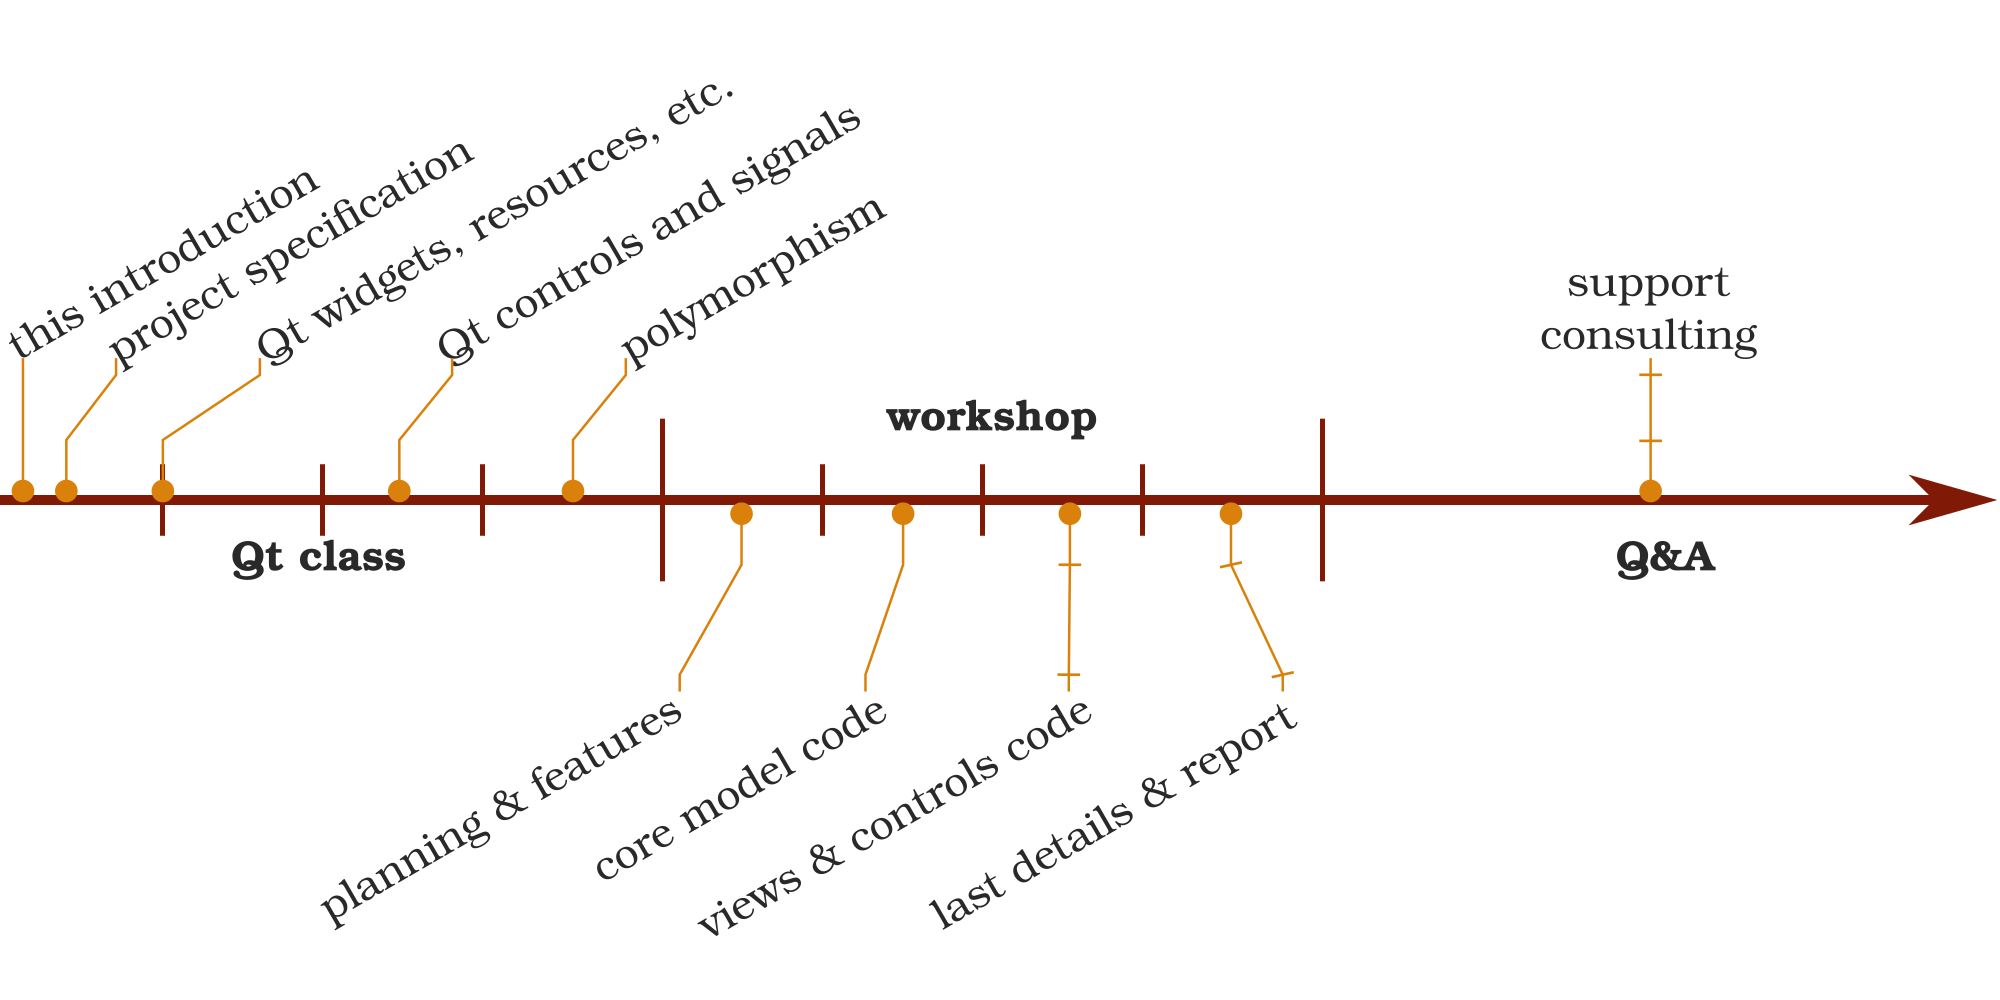 this introduction
project specification
Qt widgets, resources, etc.
Qt controls and signals
polymorphism
support
consulting
workshop
Qt class
Q&A
planning & features
core model code
views & controls code
last details & report